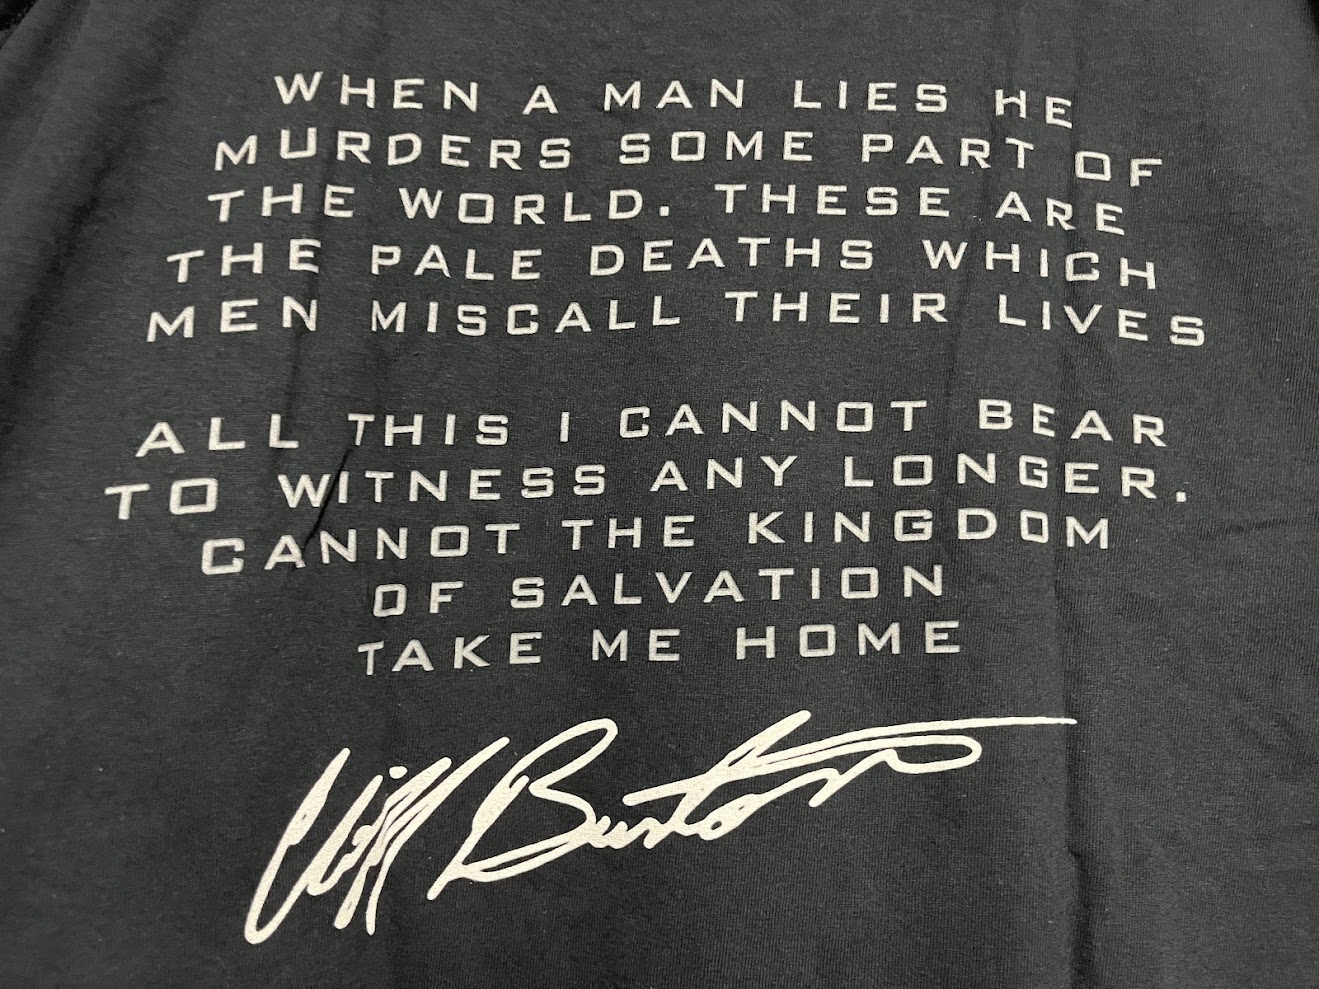 WHEN A MAN LIES HE
MURDERS SOME PART OF
THE WORLD. THESE ARE
THE PALE DEATHS WHICH
MEN MISCALL THEIR LIVES
ALL THIS I CANNOT BEAR
TO WITNESS ANY LONGER.
CANNOT THE KINGDOM
OF SALVATION
TAKE ME HOME
Cliff Burton